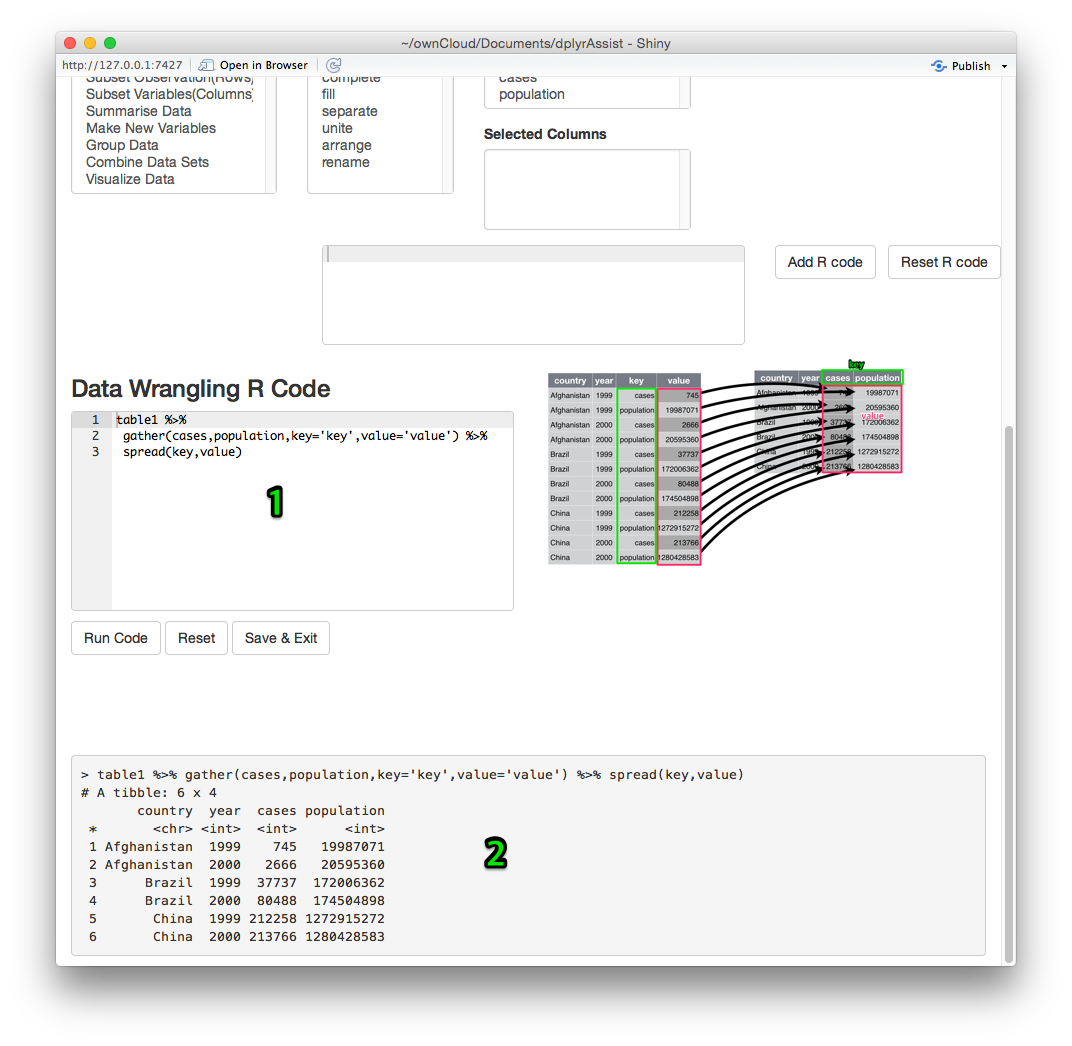 ~/ownCloud/Documents/dplyrAssist - Shiny
http://127.0.0.1:7427 Open in Browser Publish
Subset Observation(Rows)
Subset Variables(Columns)
Summarise Data
Make New Variables
Group Data
Combine Data Sets
Visualize Data
complete
fill
separate
unite
arrange
rename
cases
population
Selected Columns
Add R code Reset R code
Data Wrangling R Code
1 table1 %>%
2 gather(cases,population,key='key',value='value') %>%
3 spread(key,value)
1
Run Code Reset Save & Exit
country year key value
Afghanistan 1999 cases 745
Afghanistan 1999 population 19987071
Afghanistan 2000 cases 2666
Afghanistan 2000 population 20595360
Brazil 1999 cases 37737
Brazil 1999 population 172006362
Brazil 2000 cases 80488
Brazil 2000 population 174504898
China 1999 cases 212258
China 1999 population 1272915272
China 2000 cases 213766
China 2000 population 1280428583
key
country year cases population
Afghanistan 1999 745 19987071
Afghanistan 2000 2666 20595360
value
Brazil 1999 37737 172006362
Brazil 2000 80488 174504898
China 1999 212258 1272915272
China 2000 213766 1280428583
> table1 %>% gather(cases,population,key='key',value='value') %>% spread(key,value)
# A tibble: 6 x 4
country year cases population
* <chr> <int> <int> <int>
1 Afghanistan 1999 745 19987071
2 Afghanistan 2000 2666 20595360
3 Brazil 1999 37737 172006362
4 Brazil 2000 80488 174504898
5 China 1999 212258 1272915272
6 China 2000 213766 1280428583
2